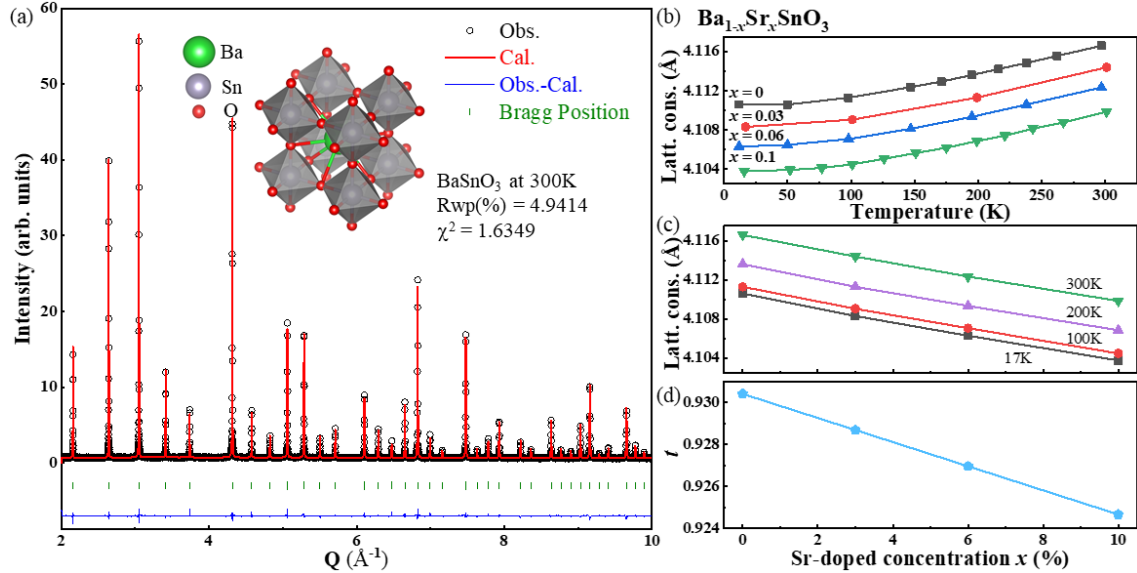 (a)
60
50
40
30
20
10
0
Intensity (arb. units)
2
4
6
8
10
Q (Å⁻¹)
Ba
Sn
O
Obs.
Cal.
Obs.-Cal.
Bragg Position
BaSnO₃ at 300K
Rwp(%) = 4.9414
χ² = 1.6349
(b)
Ba₁₋ₓSrₓSnO₃
4.116
4.112
4.108
4.104
Latt. cons. (Å)
x = 0
x = 0.03
x = 0.06
x = 0.1
0
50
100
150
200
250
300
Temperature (K)
(c)
4.116
4.112
4.108
4.104
Latt. cons. (Å)
300K
200K
100K
17K
(d)
0.930
0.928
0.926
0.924
t
0
2
4
6
8
10
Sr-doped concentration x (%)